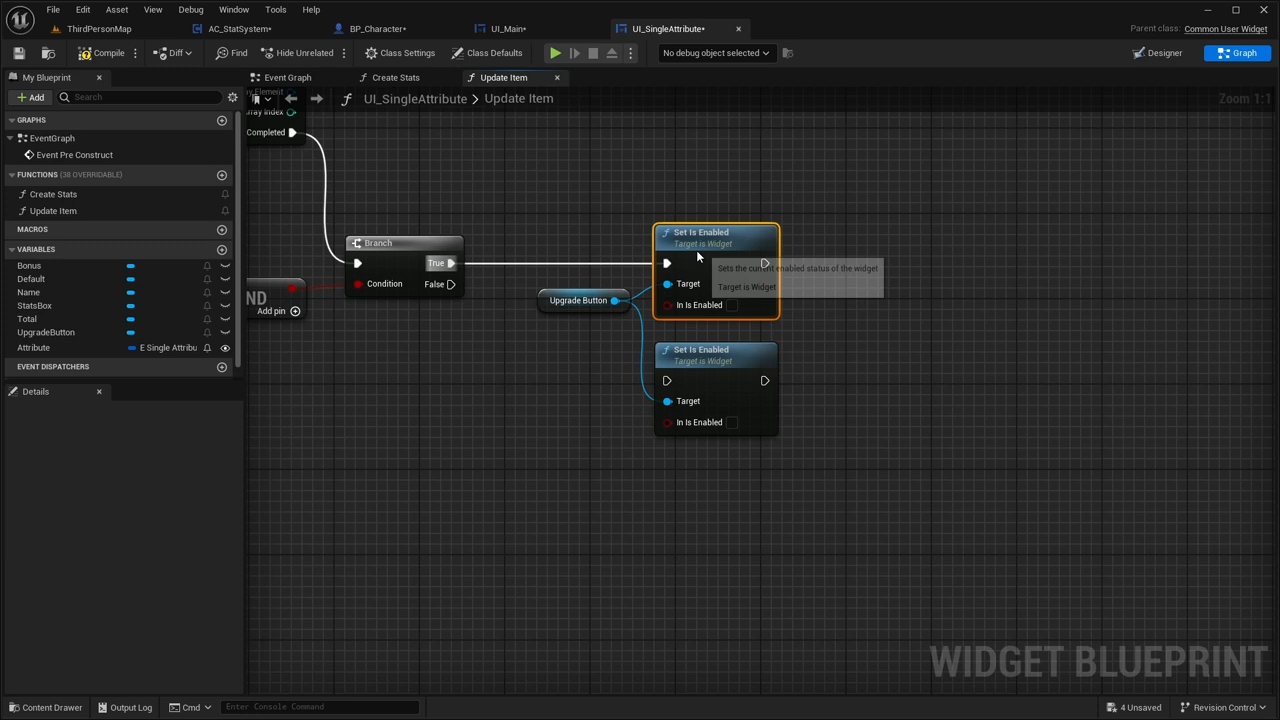 File Edit Asset View Debug Window Tools Help
ThirdPersonMap AC_StatSystem* BP_Character* UI_Main* UI_SingleAttribute*
Parent class: Common User Widget
Compile Diff Find Hide Unrelated Class Settings Class Defaults No debug object selected Designer Graph
My Blueprint
Event Graph Create Stats Update Item
Add Search
UI_SingleAttribute > Update Item
Zoom 1:1
GRAPHS
EventGraph
Event Pre Construct
FUNCTIONS (38 OVERRIDABLE)
Create Stats
Update Item
MACROS
VARIABLES
Bonus
Default
Name
StatsBox
Total
UpgradeButton
Attribute E Single Attribu
EVENT DISPATCHERS
Details
ray Element
Array Index
Completed
ND
Add pin
Branch
True
Condition False
Upgrade Button
Set Is Enabled
Target is Widget
Target
In Is Enabled
Sets the current enabled status of the widget
Target is Widget
Set Is Enabled
Target is Widget
Target
In Is Enabled
WIDGET BLUEPRINT
Content Drawer Output Log Cmd Enter Console Command 4 Unsaved Revision Control